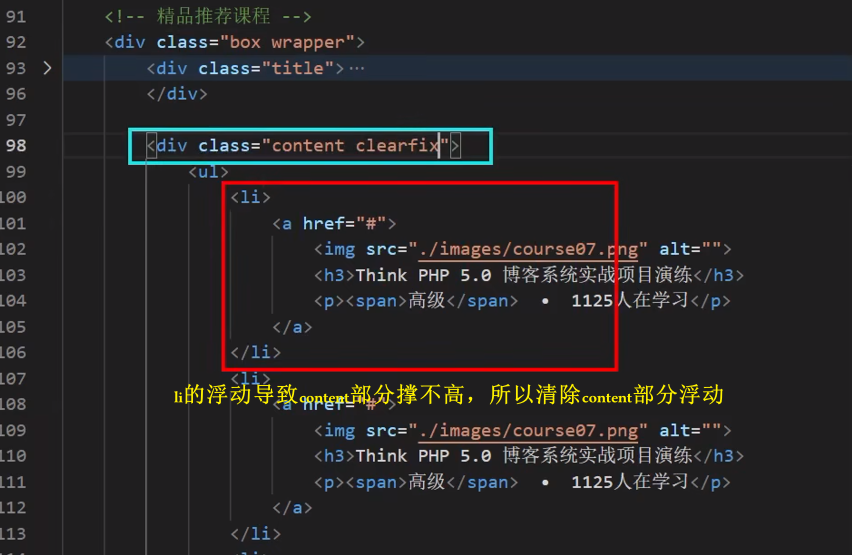 91 <!-- 精品推荐课程 -->
92 <div class="box wrapper">
93 > <div class="title">…
96 </div>
97
98 <div class="content clearfix">
99 <ul>
100 <li>
101 <a href="#">
102 <img src="./images/course07.png" alt="">
103 <h3>Think PHP 5.0 博客系统实战项目演练</h3>
104 <p><span>高级</span> • 1125人在学习</p>
105 </a>
106 </li>
107 <li>
li的浮动导致content部分撑不高，所以清除content部分浮动
108 <a href="#">
109 <img src="./images/course07.png" alt="">
110 <h3>Think PHP 5.0 博客系统实战项目演练</h3>
111 <p><span>高级</span> • 1125人在学习</p>
112 </a>
113 </li>